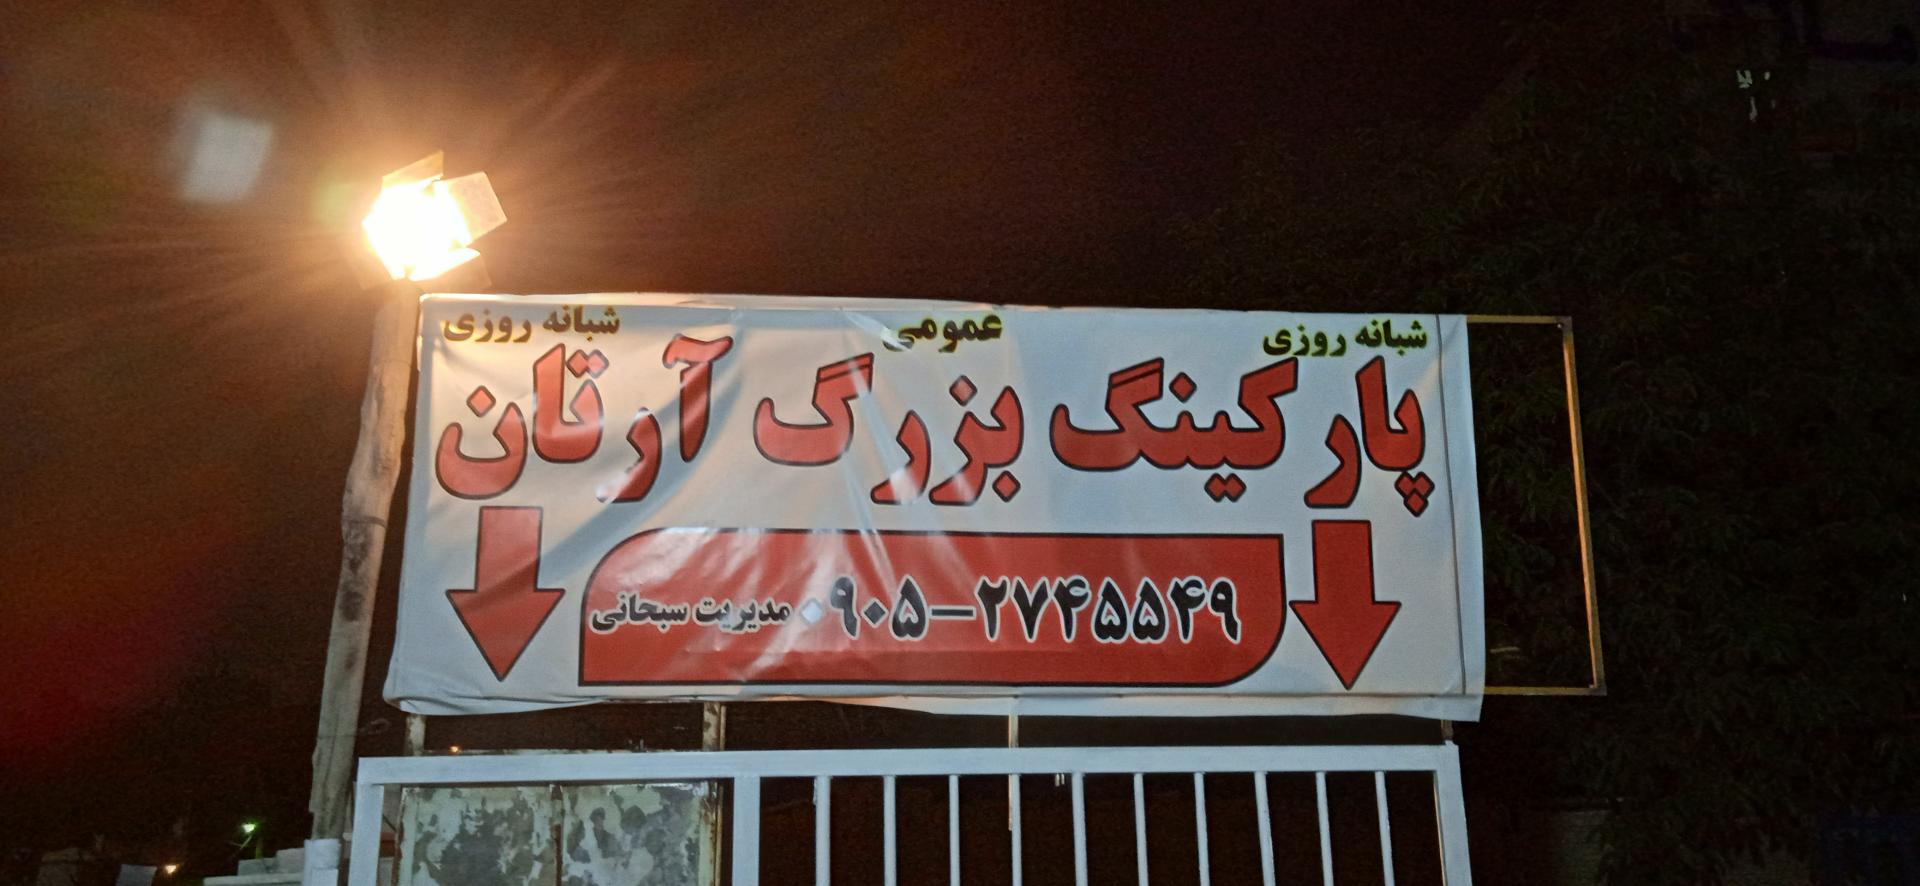 شبانه روزی عمومی شبانه روزی
پارکینگ بزرگ آرتان
۰۹۰۵-۲۷۴۵۵۴۹ مدیریت سبحانی